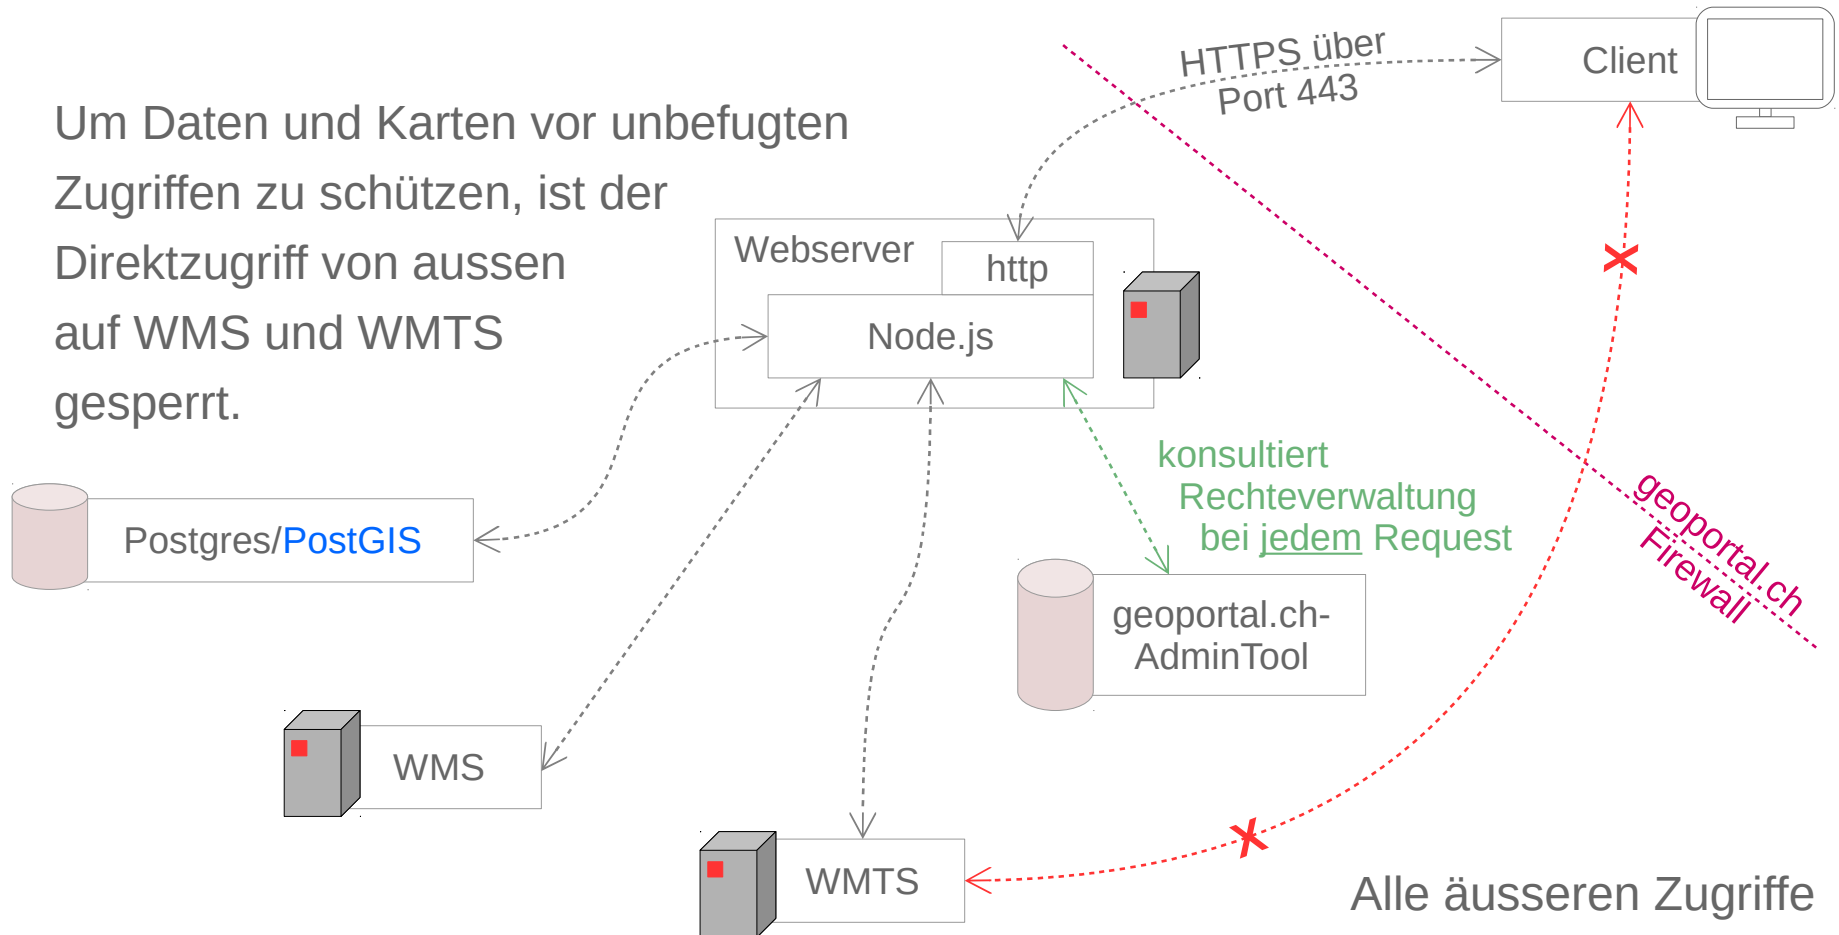 HTTPS über
Port 443
Client
Um Daten und Karten vor unbefugten
Zugriffen zu schützen, ist der
Direktzugriff von aussen
auf WMS und WMTS
gesperrt.
Webserver
http
Node.js
X
konsultiert
Rechteverwaltung
bei jedem Request
geoportal.ch
Firewall
Postgres/PostGIS
geoportal.ch-
AdminTool
WMS
X
WMTS
Alle äusseren Zugriffe